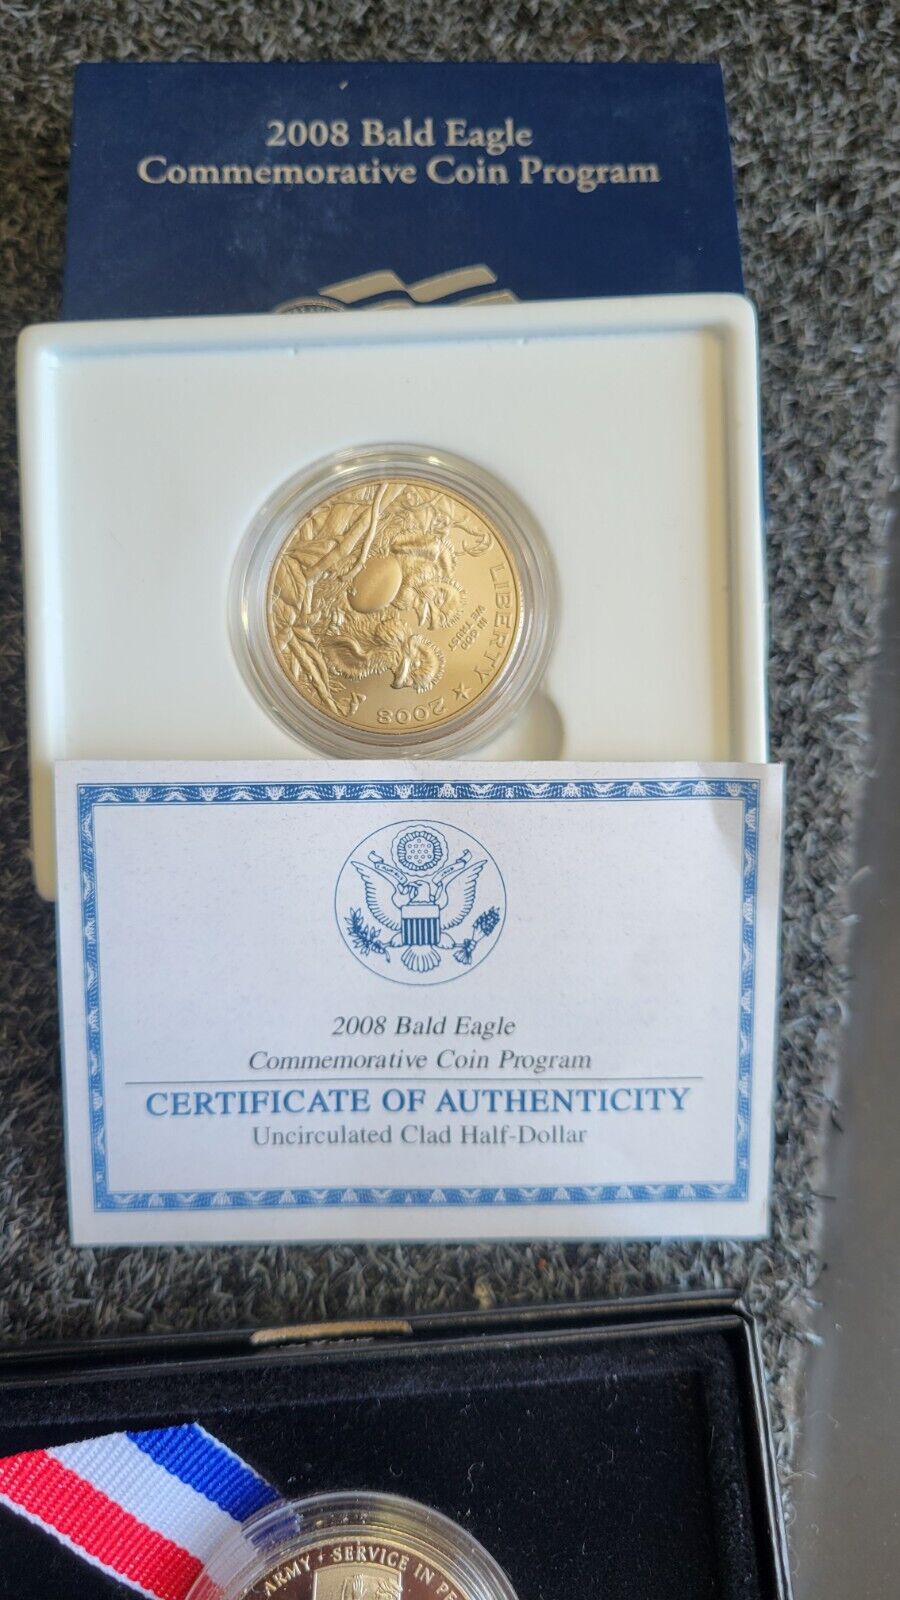 2008 Bald Eagle
Commemorative Coin Program
LIBERTY ★ 2008
IN GOD
WE TRUST
2008 Bald Eagle
Commemorative Coin Program
CERTIFICATE OF AUTHENTICITY
Uncirculated Clad Half-Dollar
ARMY · SERVICE IN PE